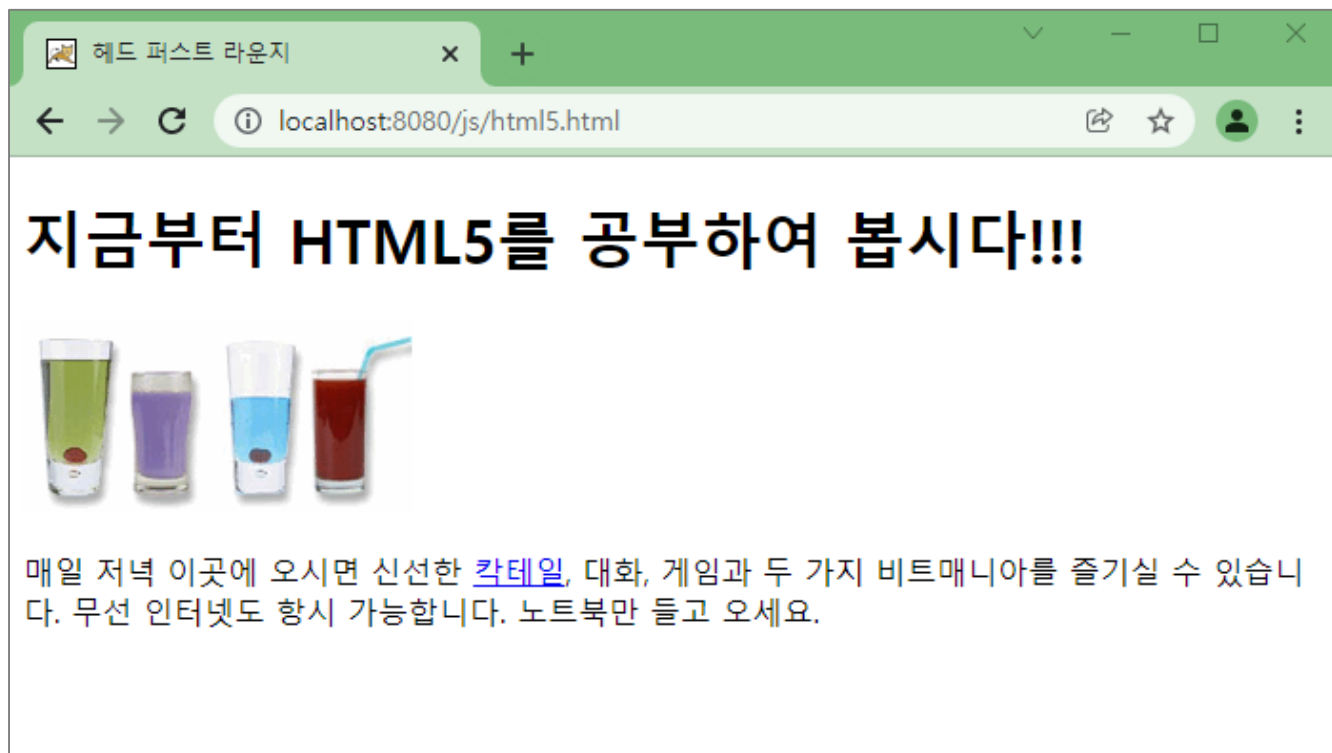 헤드 퍼스트 라운지
localhost:8080/js/html5.html
지금부터 HTML5를 공부하여 봅시다!!!
매일 저녁 이곳에 오시면 신선한 칵테일, 대화, 게임과 두 가지 비트매니아를 즐기실 수 있습니
다. 무선 인터넷도 항시 가능합니다. 노트북만 들고 오세요.